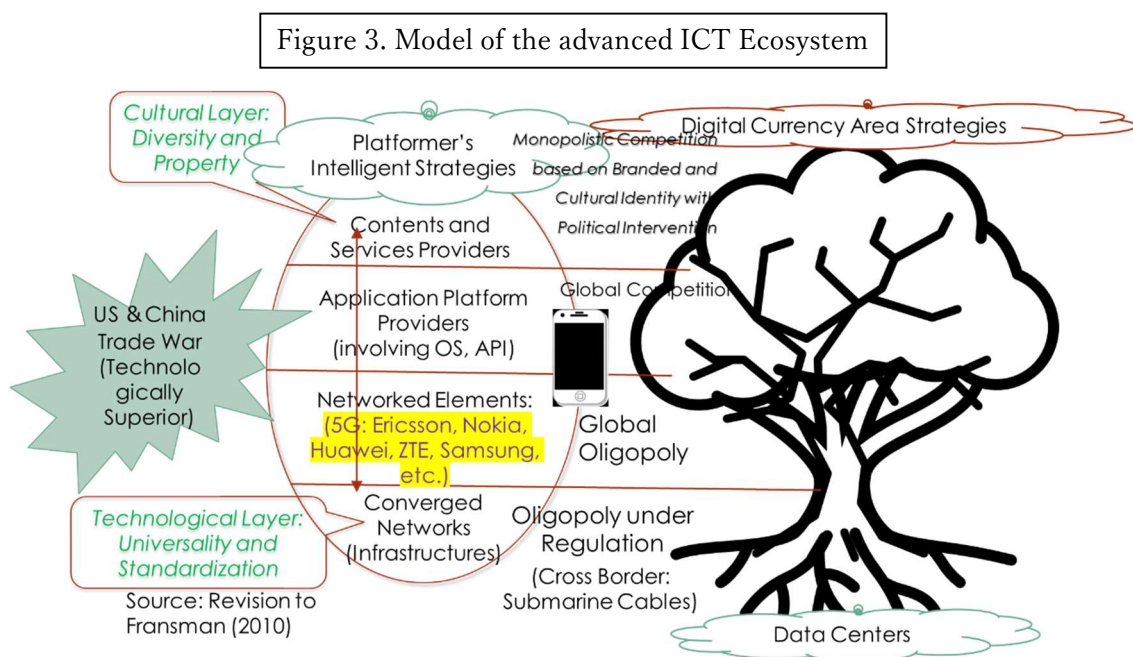 Figure 3. Model of the advanced ICT Ecosystem
Cultural Layer:
Diversity and
Property
Platformer's
Intelligent Strategies
Digital Currency Area Strategies
Monopolistic Competition
based on Branded and
Cultural Identity with
Political Intervention
Contents and
Services Providers
Global Competition
Application Platform
Providers
(involving OS, API)
US & China
Trade War
(Technolo
gically
Superior)
Networked Elements:
(5G: Ericsson, Nokia,
Huawei, ZTE, Samsung,
etc.)
Global
Oligopoly
Technological Layer:
Universality and
Standardization
Converged
Networks
(Infrastructures)
Oligopoly under
Regulation
(Cross Border:
Submarine Cables)
Source: Revision to
Fransman (2010)
Data Centers